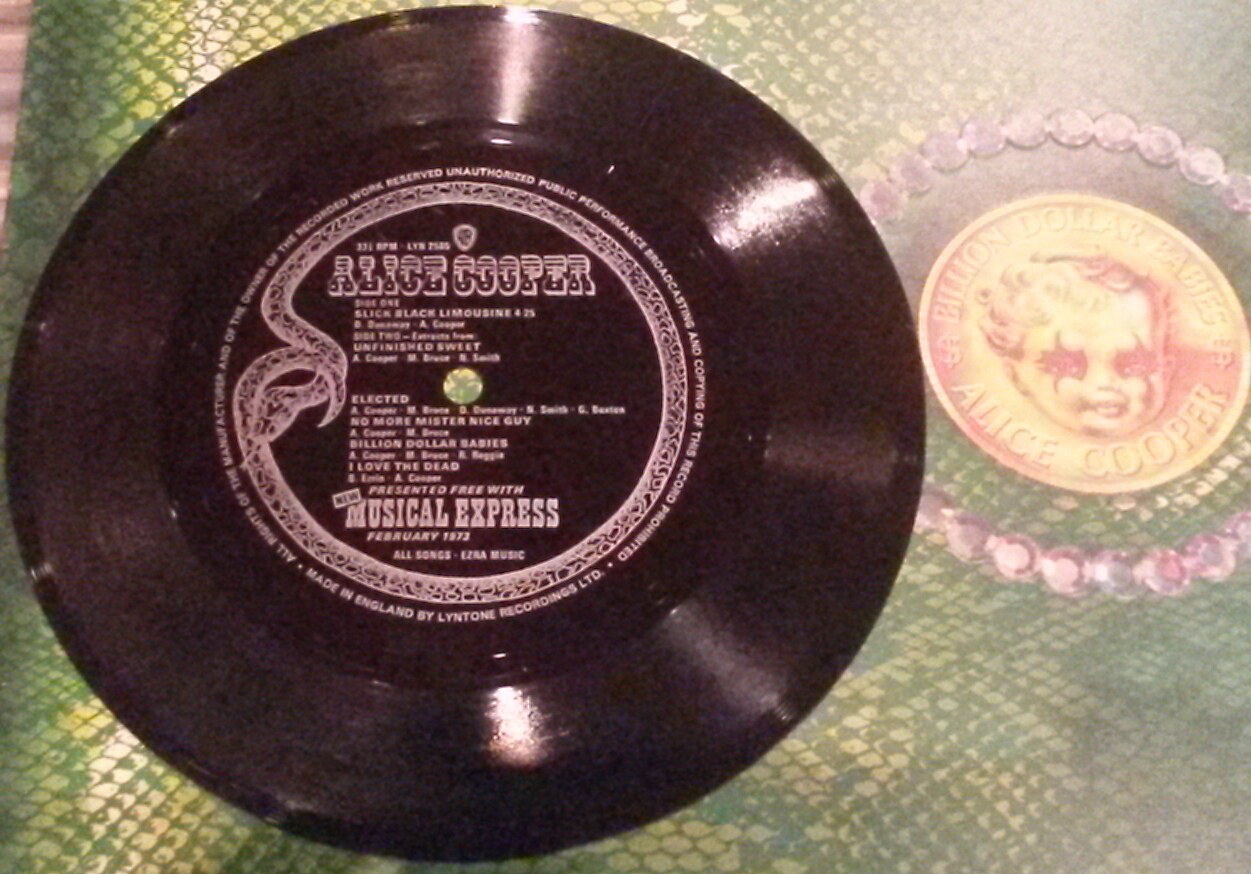 ALL RIGHTS OF THE MANUFACTURER AND OF THE OWNER OF THE RECORDED WORK RESERVED UNAUTHORIZED PUBLIC PERFORMANCE BROADCASTING AND COPYING OF THIS RECORD PROHIBITED
33⅓ RPM · LYN 2585
ALICE COOPER
SIDE ONE
SLICK BLACK LIMOUSINE 4·25
D. Dunaway · A. Cooper
SIDE TWO – Extracts from:
UNFINISHED SWEET
A. Cooper · M. Bruce · N. Smith
ELECTED
A. Cooper · M. Bruce · D. Dunaway · N. Smith · G. Buxton
NO MORE MISTER NICE GUY
A. Cooper · M. Bruce
BILLION DOLLAR BABIES
A. Cooper · M. Bruce · R. Reggie
I LOVE THE DEAD
B. Ezrin · A. Cooper
PRESENTED FREE WITH
NEW
MUSICAL EXPRESS
FEBRUARY 1973
ALL SONGS · EZRA MUSIC
• MADE IN ENGLAND BY LYNTONE RECORDINGS LTD. •
$ BILLION DOLLAR BABIES $
ALICE COOPER